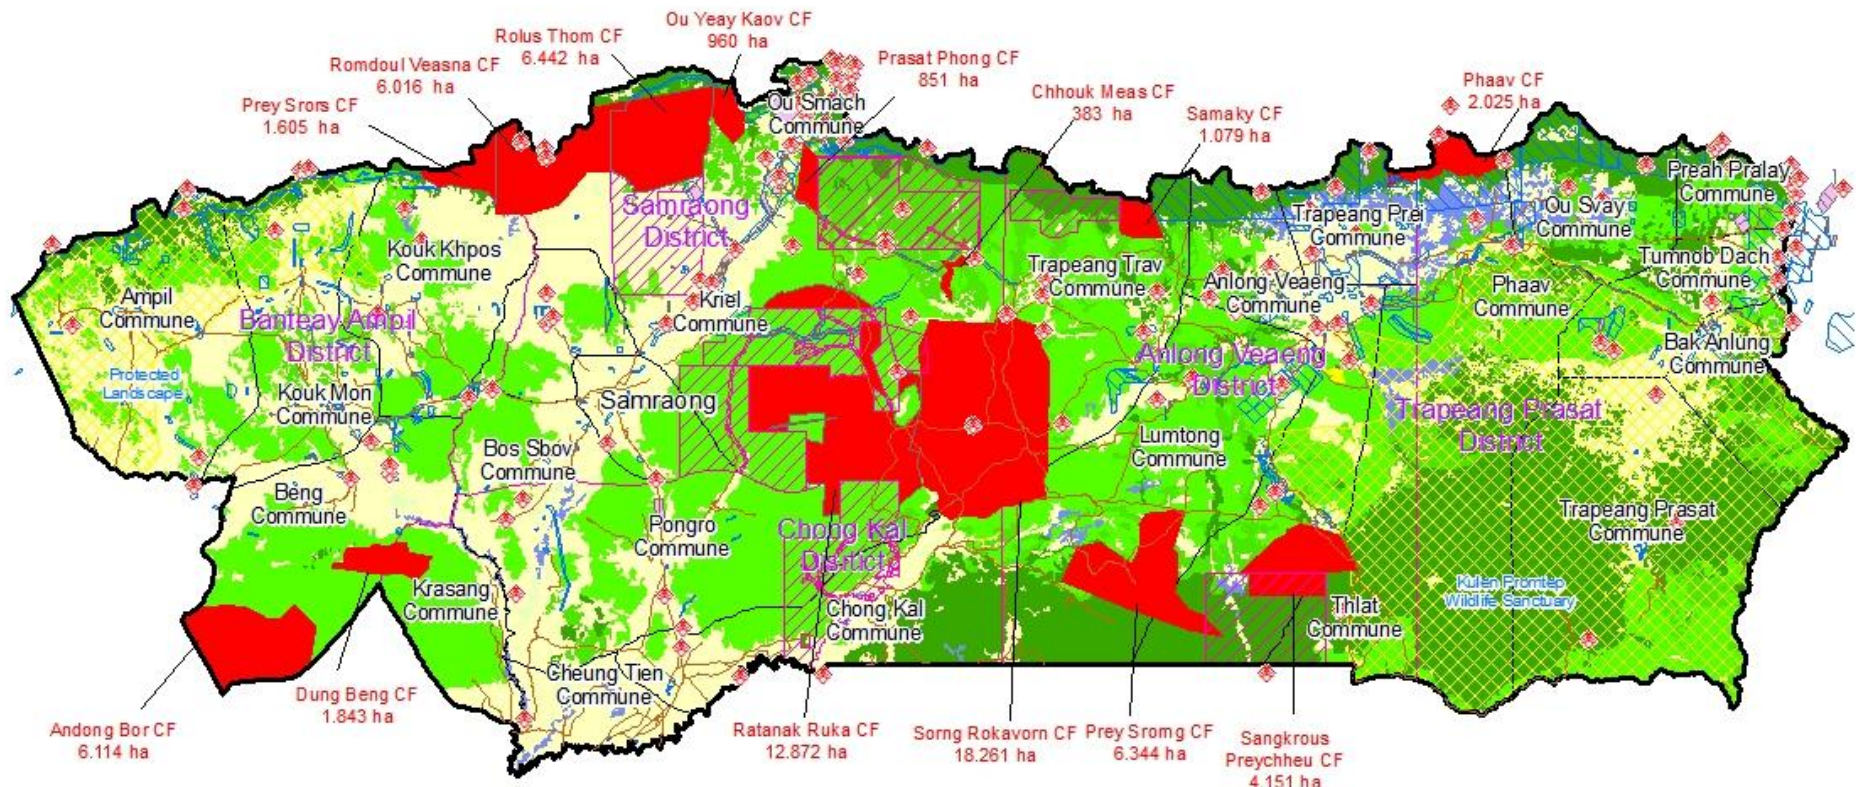 Ou Yeay Kaov CF
960 ha
Rolus Thom CF
6.442 ha
Prasat Phong CF
851 ha
Romdoul Veasna CF
6.016 ha
Phaav CF
2.025 ha
Chhouk Meas CF
383 ha
Prey Srors CF
1.605 ha
Samaky CF
1.079 ha
Ou Smach
Commune
Preah Pralay
Commune
Samraong
District
Trapeang Prei
Commune
Ou Svay
Commune
Kouk Khpos
Commune
Trapeang Trav
Commune
Tumnob Dach
Commune
Anlong Veaeng
Commune
Phaav
Commune
Ampil
Commune
Kriel
Commune
Banteay Ampil
District
Bak Anlung
Commune
Anlong Veaeng
District
Protected
Landscape
Kouk Mon
Commune
Samraong
Trapeang Prasat
District
Bos Sbov
Commune
Lumtong
Commune
Beng
Commune
Pongro
Commune
Chong Kal
District
Trapeang Prasat
Commune
Krasang
Commune
Kulen Promtep
Wildlife Sanctuary
Chong Kal
Commune
Thlat
Commune
Cheung Tien
Commune
Dung Beng CF
1.843 ha
Andong Bor CF
6.114 ha
Ratanak Ruka CF
12.872 ha
Sorng Rokavorn CF
18.261 ha
Prey Srorng CF
6.344 ha
Sangkrous
Preychheu CF
4.151 ha